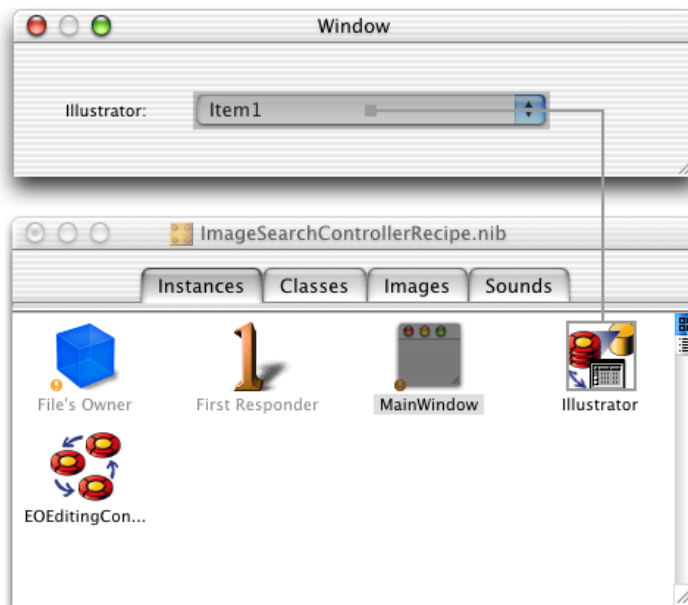 Window
Illustrator:
Item1
ImageSearchControllerRecipe.nib
Instances
Classes
Images
Sounds
File's Owner
First Responder
MainWindow
Illustrator
EOEditingCon...